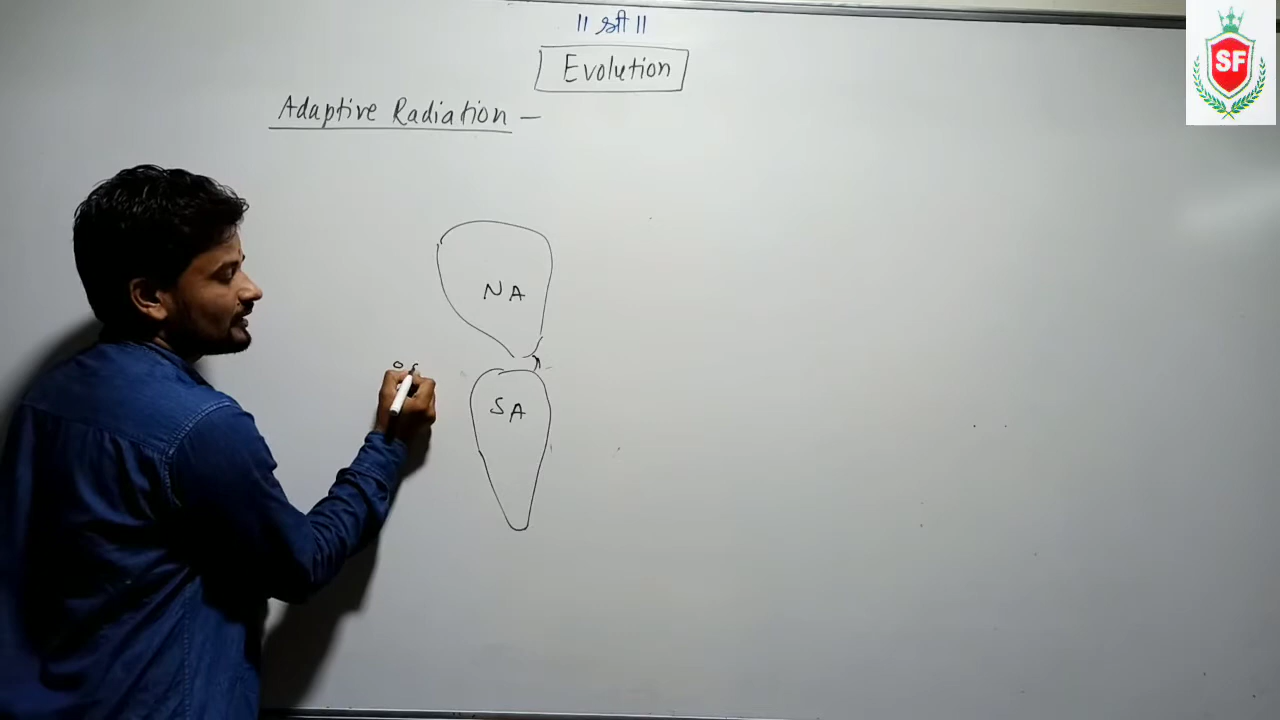 || श्री ||
Evolution
Adaptive Radiation -
NA
SA
SF